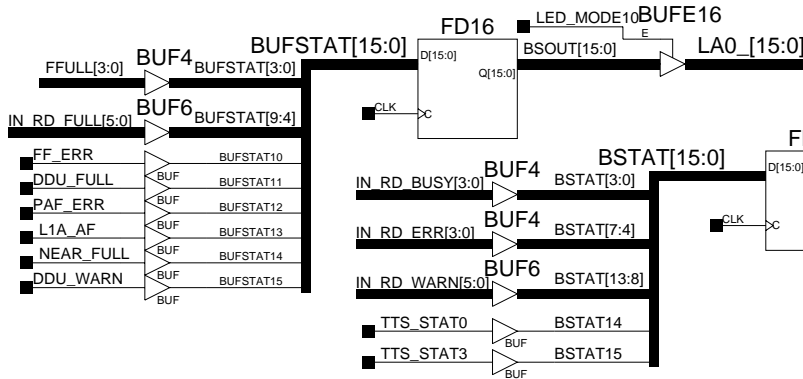 LED_MODE10
BUFE16
FD16
E
BUFSTAT[15:0]
BSOUT[15:0]
LA0_[15:0]
D[15:0]
Q[15:0]
BUF4
FFULL[3:0]
BUFSTAT[3:0]
CLK
C
BUF6
IN_RD_FULL[5:0]
BUFSTAT[9:4]
FF_ERR
BUF
BUFSTAT10
DDU_FULL
BUF
BUFSTAT11
PAF_ERR
BUF
BUFSTAT12
L1A_AF
BUF
BUFSTAT13
NEAR_FULL
BUF
BUFSTAT14
DDU_WARN
BUF
BUFSTAT15
BSTAT[15:0]
D[15:0]
CLK
C
BUF4
IN_RD_BUSY[3:0]
BSTAT[3:0]
BUF4
IN_RD_ERR[3:0]
BSTAT[7:4]
BUF6
IN_RD_WARN[5:0]
BSTAT[13:8]
TTS_STAT0
BUF
BSTAT14
TTS_STAT3
BUF
BSTAT15